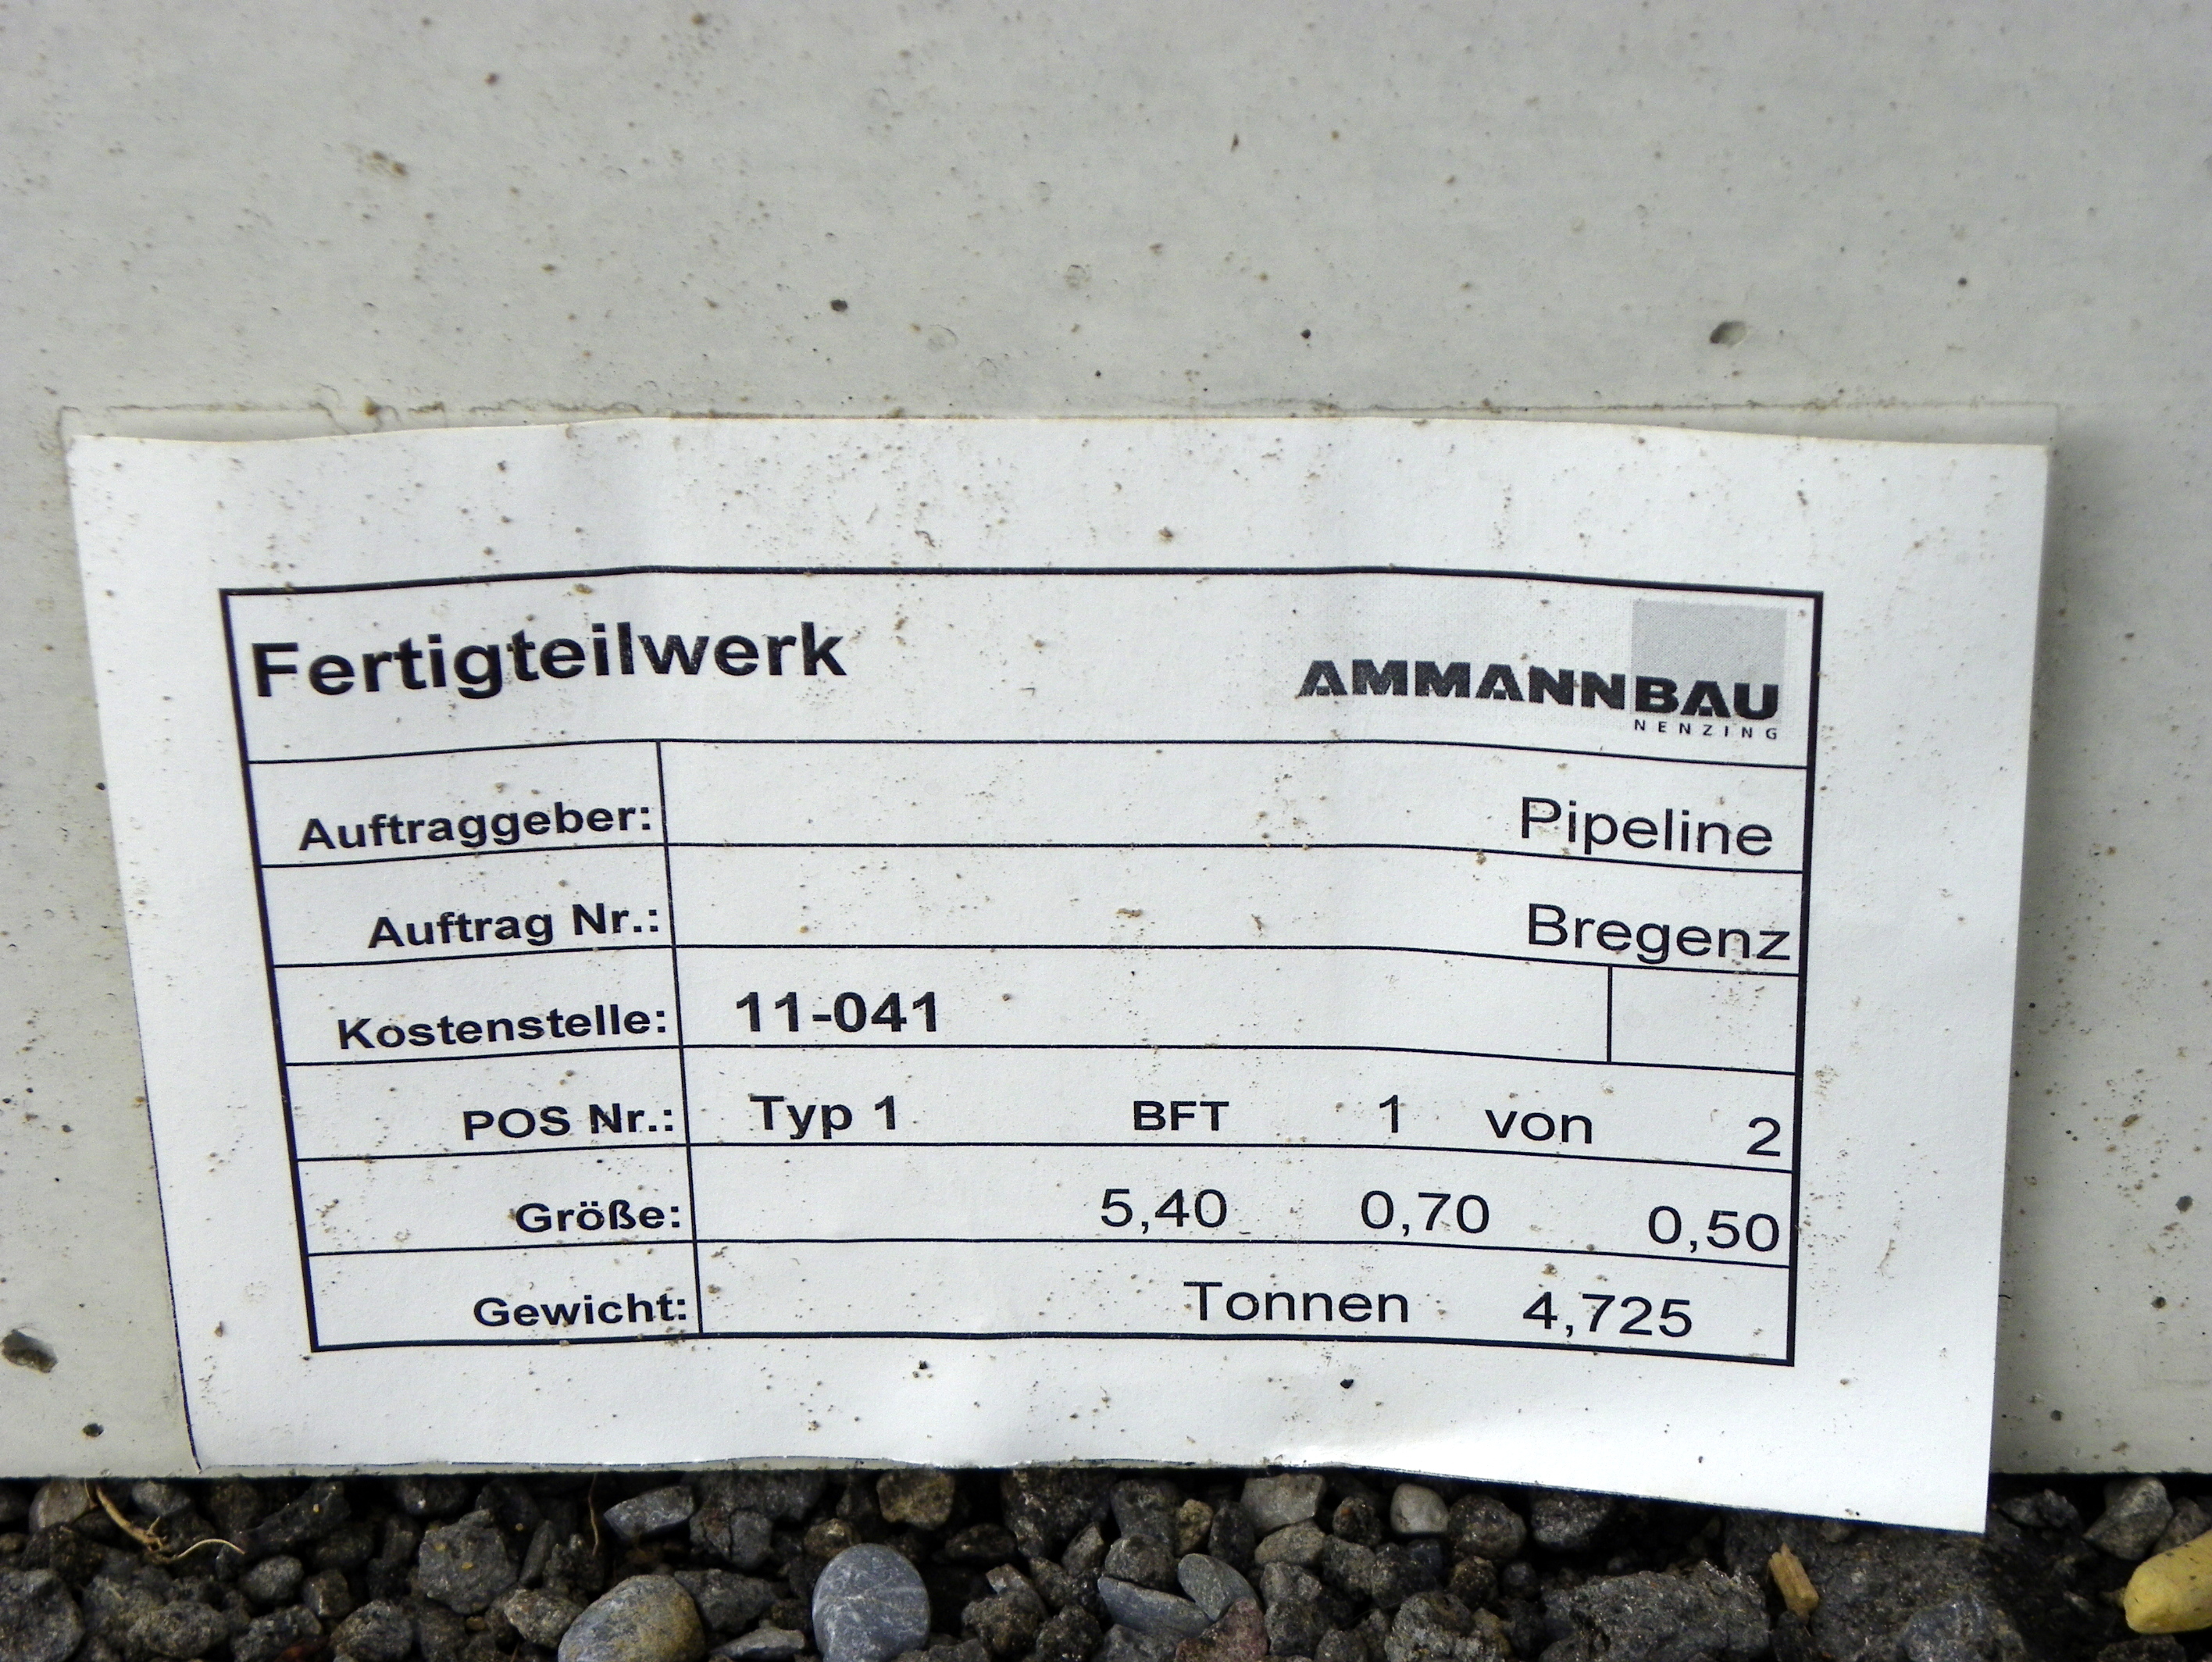 Fertigteilwerk
AMMANNBAU
NENZING
Auftraggeber: Pipeline
Auftrag Nr.: Bregenz
Kostenstelle: 11-041
POS Nr.: Typ 1 BFT 1 von 2
Größe: 5,40 0,70 0,50
Gewicht: Tonnen 4,725